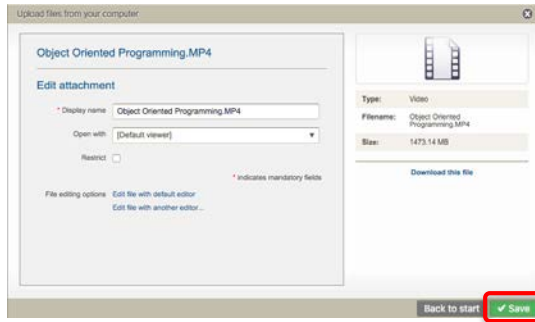 Upload files from your computer
Object Oriented Programming.MP4
Edit attachment
* Display name Object Oriented Programming.MP4
Open with [Default viewer]
Restrict
* indicates mandatory fields
File editing options Edit file with default editor
Edit file with another editor...
Type: Video
Filename: Object Oriented
Programming.MP4
Size: 1473.14 MB
Download this file
Back to start
Save